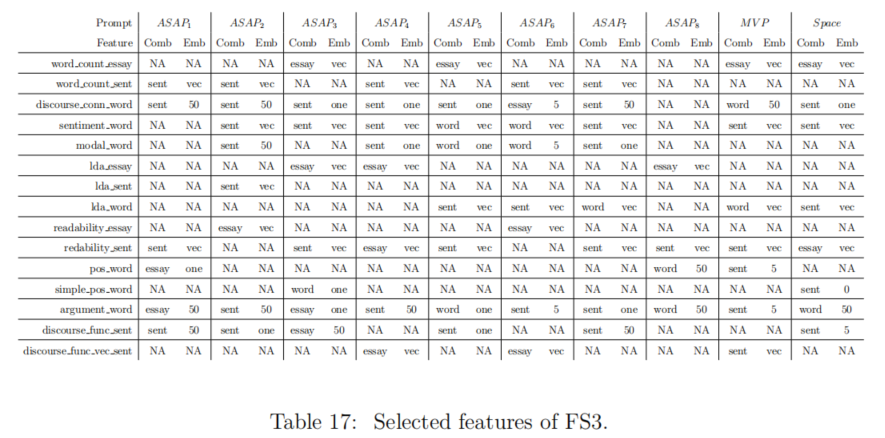 Prompt ASAP1 ASAP2 ASAP3 ASAP4 ASAP5 ASAP6 ASAP7 ASAP8 MVP Space
Feature Comb Emb Comb Emb Comb Emb Comb Emb Comb Emb Comb Emb Comb Emb Comb Emb Comb Emb Comb Emb
word_count_essay NA NA NA NA essay vec NA NA essay vec NA NA NA NA NA NA essay vec essay vec
word_count_sent sent vec sent vec NA NA sent vec NA NA sent vec sent vec NA NA NA NA NA NA
discourse_conn_word sent 50 sent 50 sent one sent one sent one essay 5 sent 50 NA NA word 50 sent one
sentiment_word NA NA sent vec sent vec sent vec word vec word vec sent vec NA NA sent vec sent vec
modal_word NA NA sent 50 NA NA sent one word one word 5 sent one NA NA NA NA NA NA
lda_essay NA NA NA NA essay vec essay vec NA NA NA NA NA NA essay vec NA NA NA NA
lda_sent NA NA sent vec NA NA NA NA NA NA NA NA NA NA NA NA NA NA NA NA
lda_word NA NA NA NA NA NA NA NA sent vec sent vec word vec NA NA word vec sent vec
readability_essay NA NA essay vec NA NA NA NA NA NA essay vec NA NA NA NA NA NA NA NA
redability_sent sent vec NA NA sent vec essay vec sent vec NA NA sent vec sent vec sent vec essay vec
pos_word essay one NA NA NA NA NA NA NA NA NA NA NA NA word 50 sent 5 NA NA
simple_pos_word NA NA NA NA word one NA NA NA NA NA NA NA NA NA NA NA NA sent 0
argument_word essay 50 sent 50 essay one sent 50 word one sent 5 sent one word 50 sent 5 word 50
discourse_func_sent sent 50 sent one essay 50 NA NA sent one NA NA sent 50 NA NA NA NA sent 5
discourse_func_vec_sent NA NA NA NA NA NA essay vec NA NA essay vec NA NA NA NA sent vec NA NA
Table 17: Selected features of FS3.